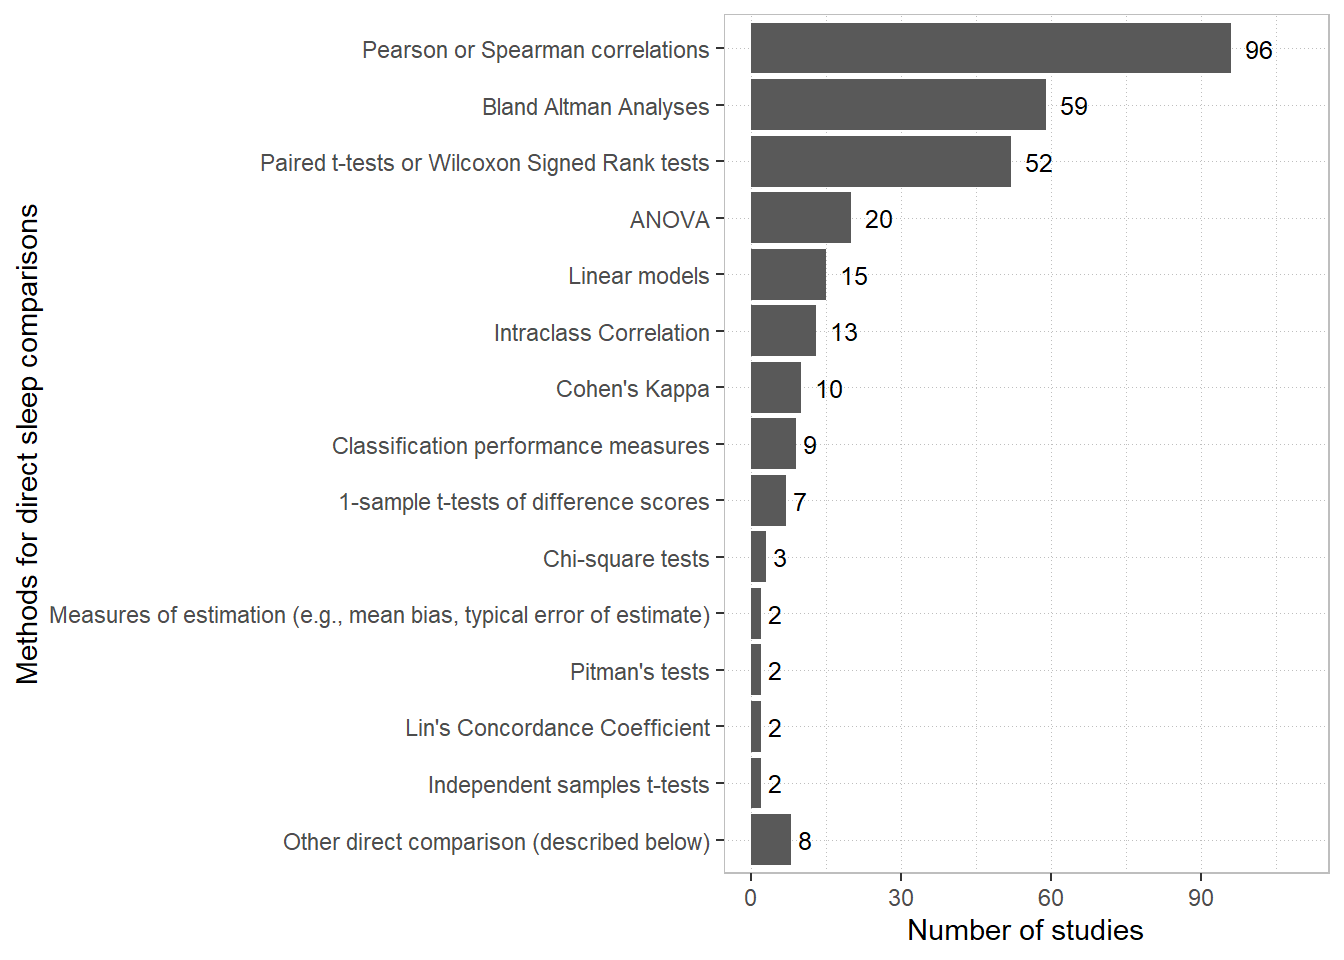 Methods for direct sleep comparisons
Pearson or Spearman correlations 96
Bland Altman Analyses 59
Paired t-tests or Wilcoxon Signed Rank tests 52
ANOVA 20
Linear models 15
Intraclass Correlation 13
Cohen's Kappa 10
Classification performance measures 9
1-sample t-tests of difference scores 7
Chi-square tests 3
Measures of estimation (e.g., mean bias, typical error of estimate) 2
Pitman's tests 2
Lin's Concordance Coefficient 2
Independent samples t-tests 2
Other direct comparison (described below) 8
0 30 60 90
Number of studies